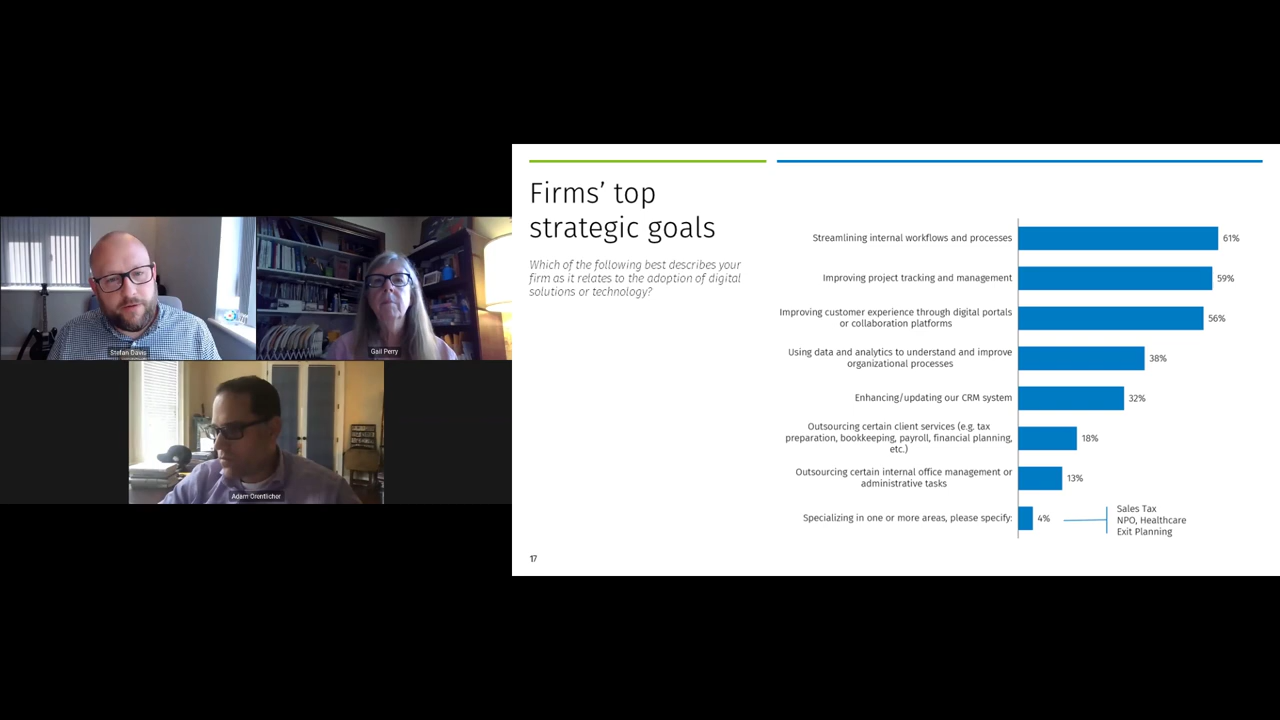 Stefan Davis
Gail Perry
Adam Orentlicher
Firms' top
strategic goals
Which of the following best describes your
firm as it relates to the adoption of digital
solutions or technology?
Streamlining internal workflows and processes
61%
Improving project tracking and management
59%
Improving customer experience through digital portals
or collaboration platforms
56%
Using data and analytics to understand and improve
organizational processes
38%
Enhancing/updating our CRM system
32%
Outsourcing certain client services (e.g. tax
preparation, bookkeeping, payroll, financial planning,
etc.)
18%
Outsourcing certain internal office management or
administrative tasks
13%
Specializing in one or more areas, please specify:
4%
Sales Tax
NPO, Healthcare
Exit Planning
17